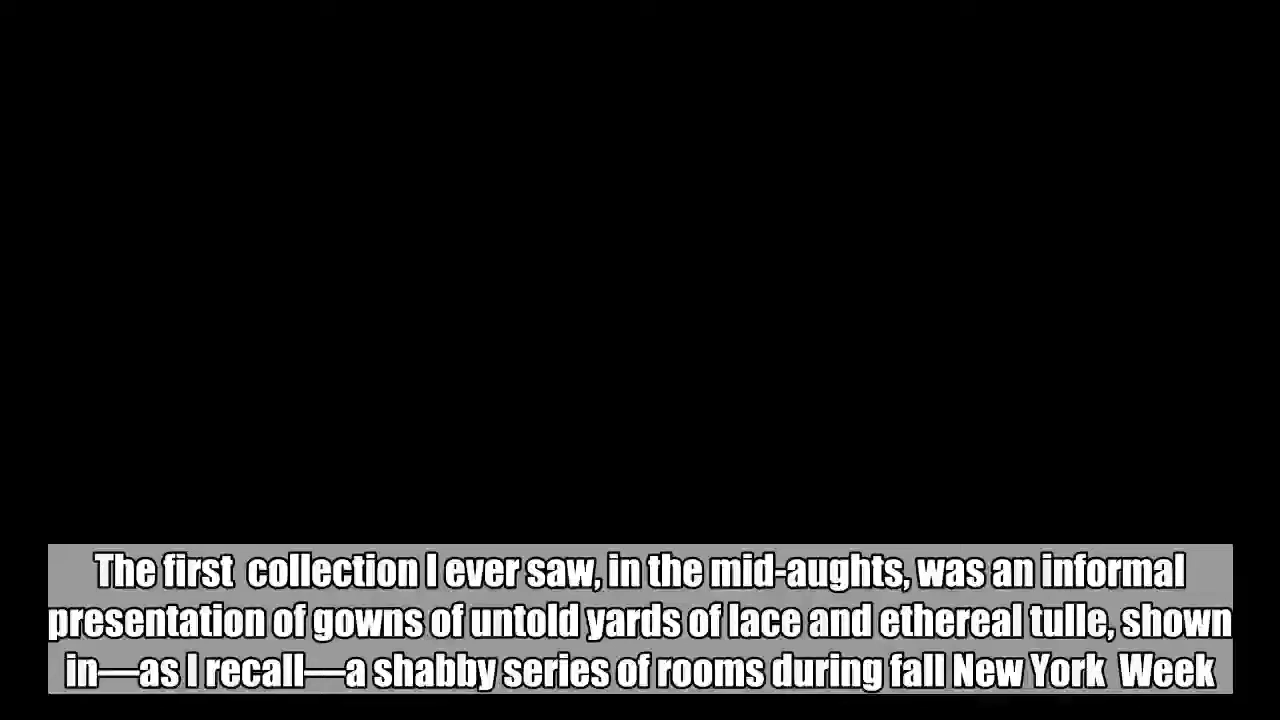 The first  collection I ever saw, in the mid-aughts, was an informal
presentation of gowns of untold yards of lace and ethereal tulle, shown
in—as I recall—a shabby series of rooms during fall New York  Week